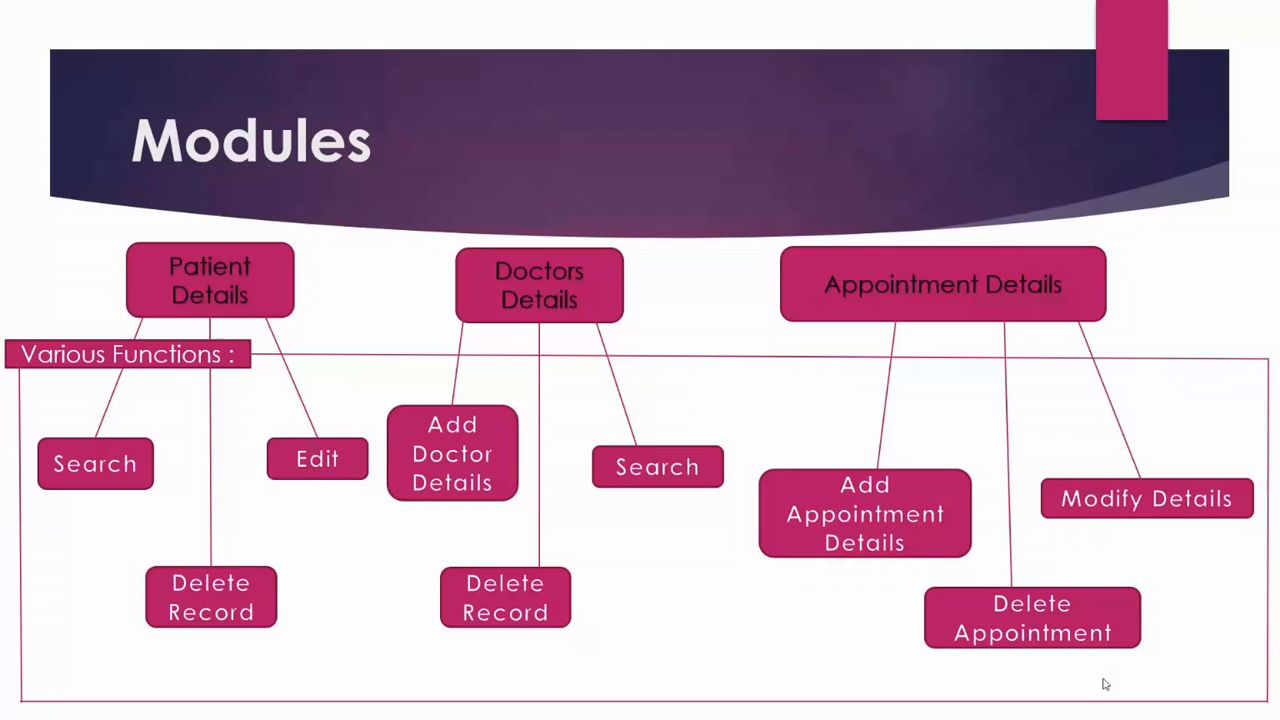 Modules
Patient
Details
Doctors
Details
Appointment Details
Various Functions :
Search
Edit
Add
Doctor
Details
Search
Add
Appointment
Details
Modify Details
Delete
Record
Delete
Record
Delete
Appointment